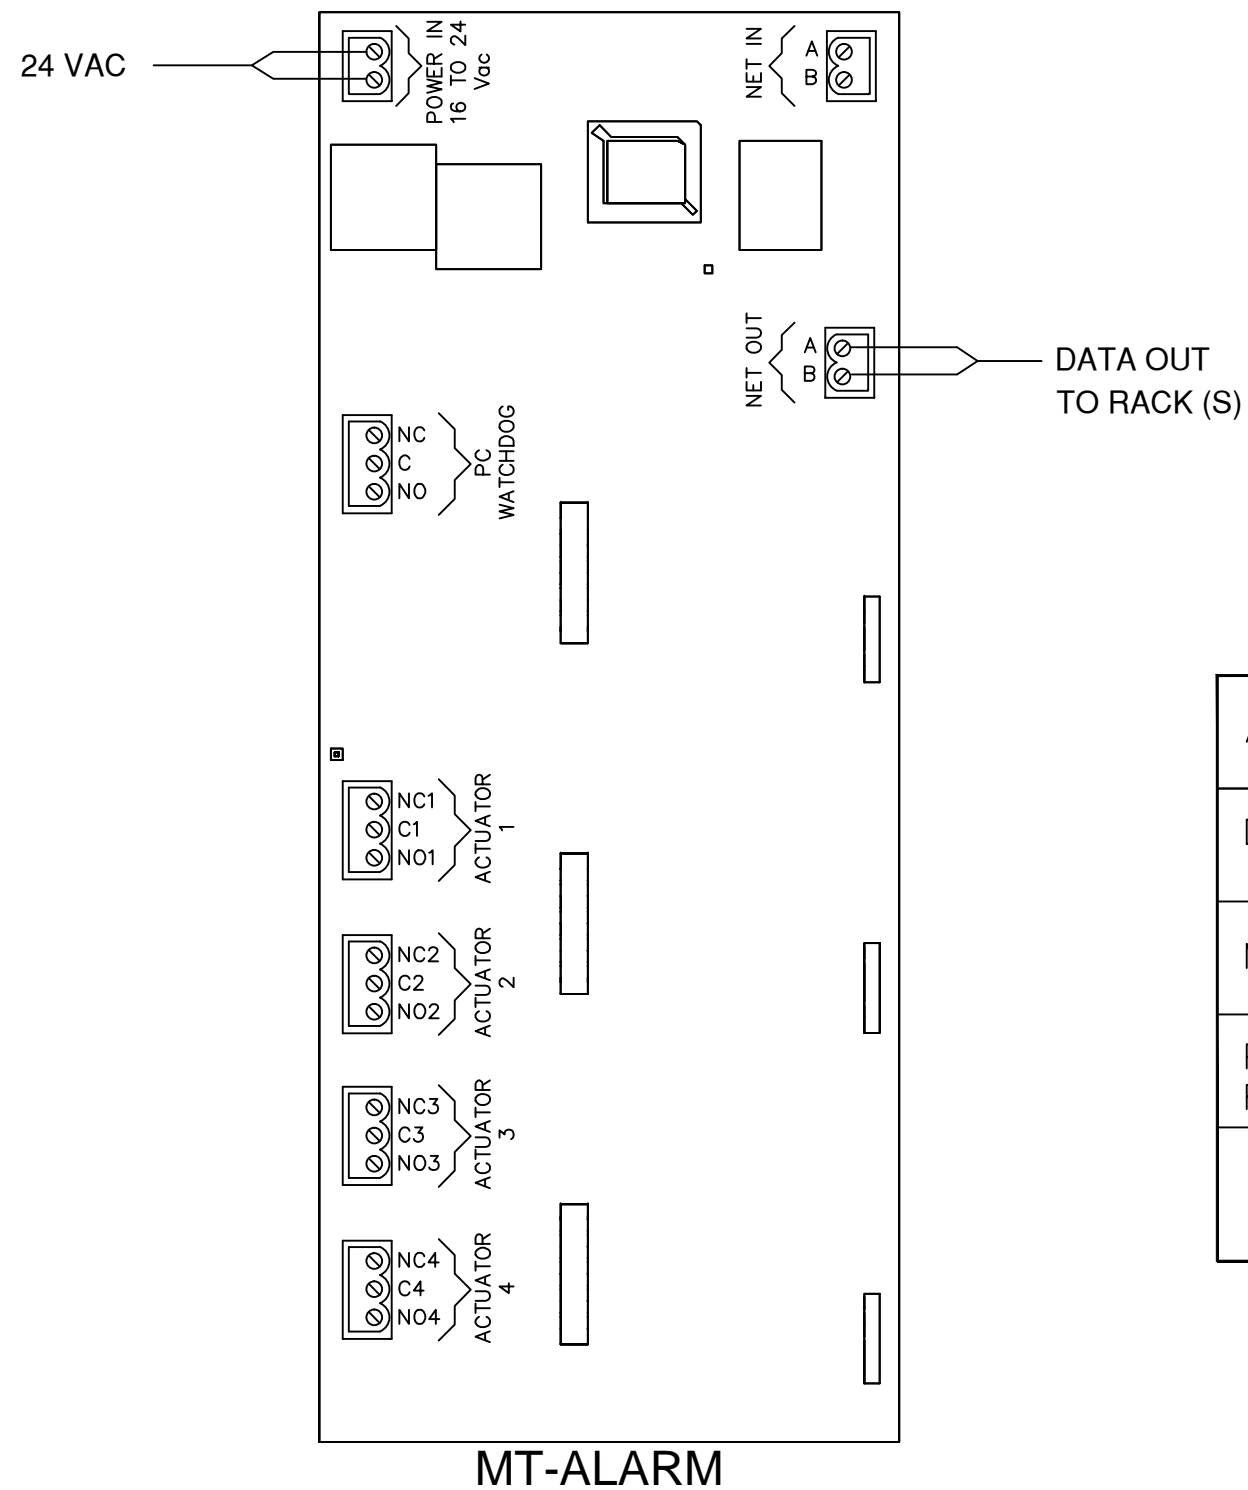 24 VAC
POWER IN
16 TO 24
Vac
NET IN
A
B
NET OUT
A
B
DATA OUT
TO RACK (S)
NC
C
NO
PC
WATCHDOG
NC1
C1
NO1
ACTUATOR
1
NC2
C2
NO2
ACTUATOR
2
NC3
C3
NO3
ACTUATOR
3
NC4
C4
NO4
ACTUATOR
4
MT-ALARM